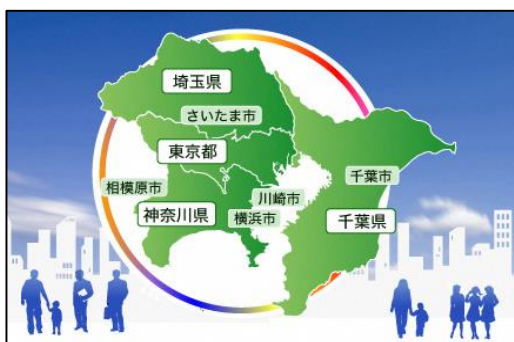 埼玉県
さいたま市
東京都
相模原市
川崎市
千葉市
神奈川県
横浜市
千葉県